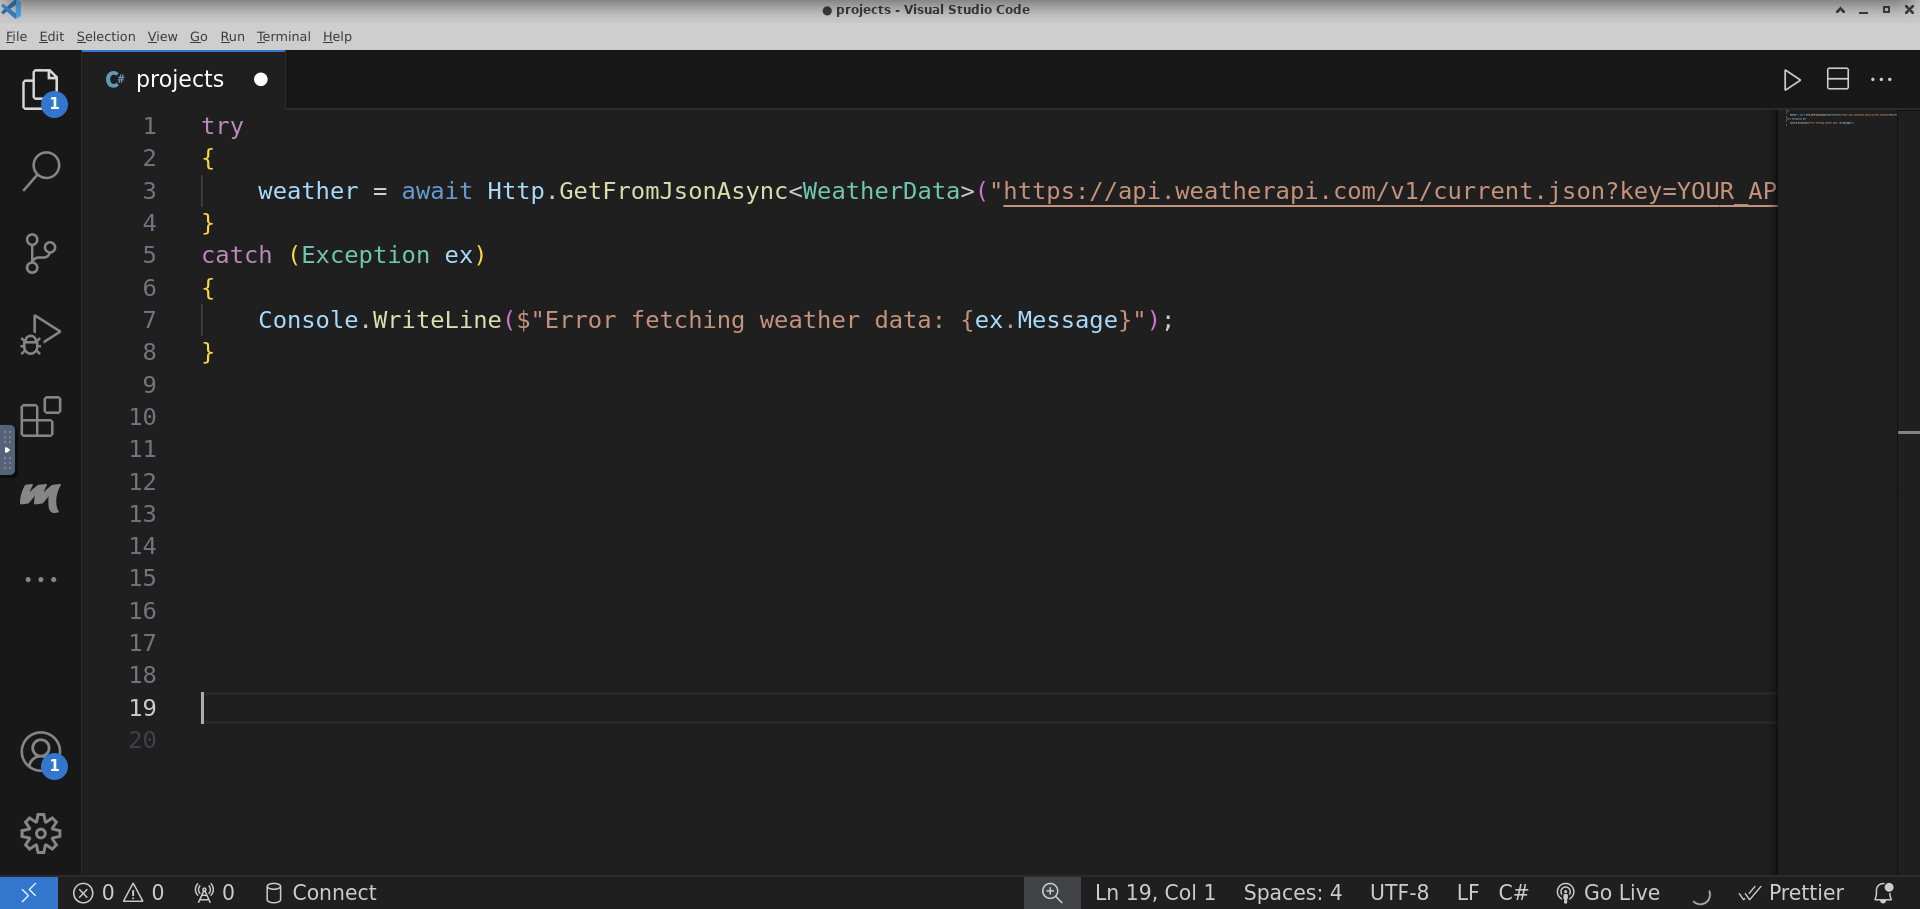 ● projects - Visual Studio Code
File Edit Selection View Go Run Terminal Help
1
C# projects
1 try
2 {
3 weather = await Http.GetFromJsonAsync<WeatherData>("https://api.weatherapi.com/v1/current.json?key=YOUR_AP
4 }
5 catch (Exception ex)
6 {
7 Console.WriteLine($"Error fetching weather data: {ex.Message}");
8 }
9
10
11
12
13
14
15
16
17
18
19
20
1
0 0 0 Connect Ln 19, Col 1 Spaces: 4 UTF-8 LF C# Go Live Prettier